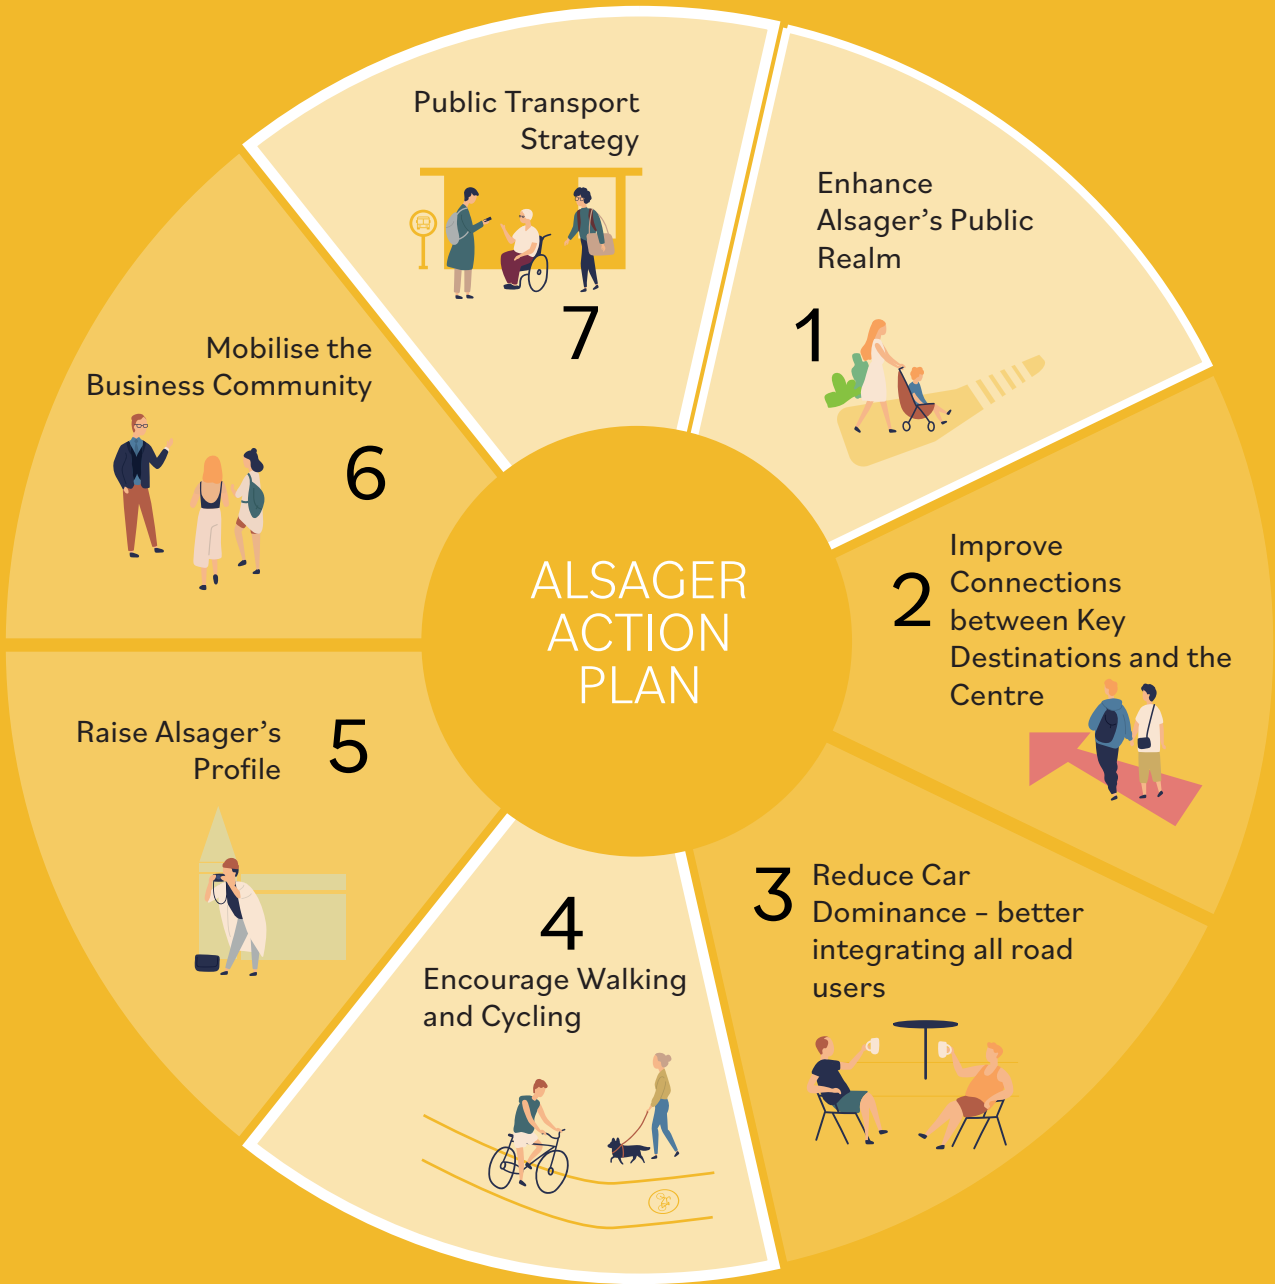 ALSAGER
ACTION
PLAN
1
Enhance
Alsager’s Public
Realm
2
Improve
Connections
between Key
Destinations and the
Centre
3
Reduce Car
Dominance – better
integrating all road
users
4
Encourage Walking
and Cycling
5
Raise Alsager’s
Profile
6
Mobilise the
Business Community
7
Public Transport
Strategy